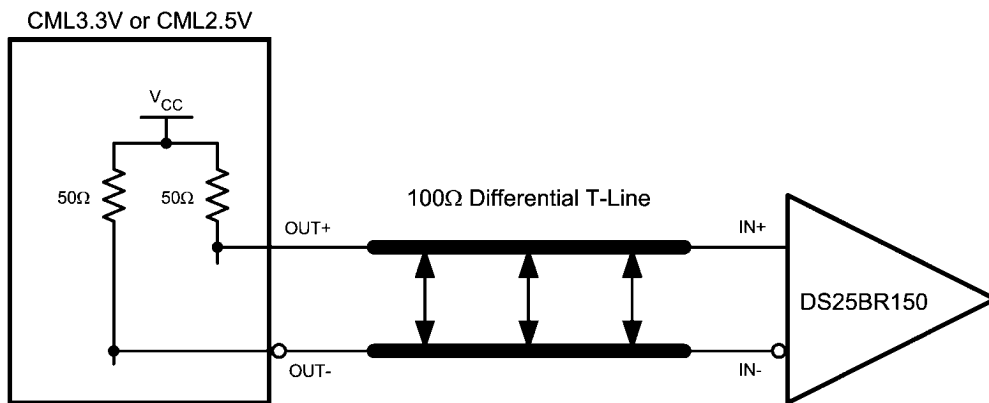 CML3.3V or CML2.5V
VCC
50Ω
50Ω
100Ω Differential T-Line
OUT+
IN+
DS25BR150
OUT-
IN-